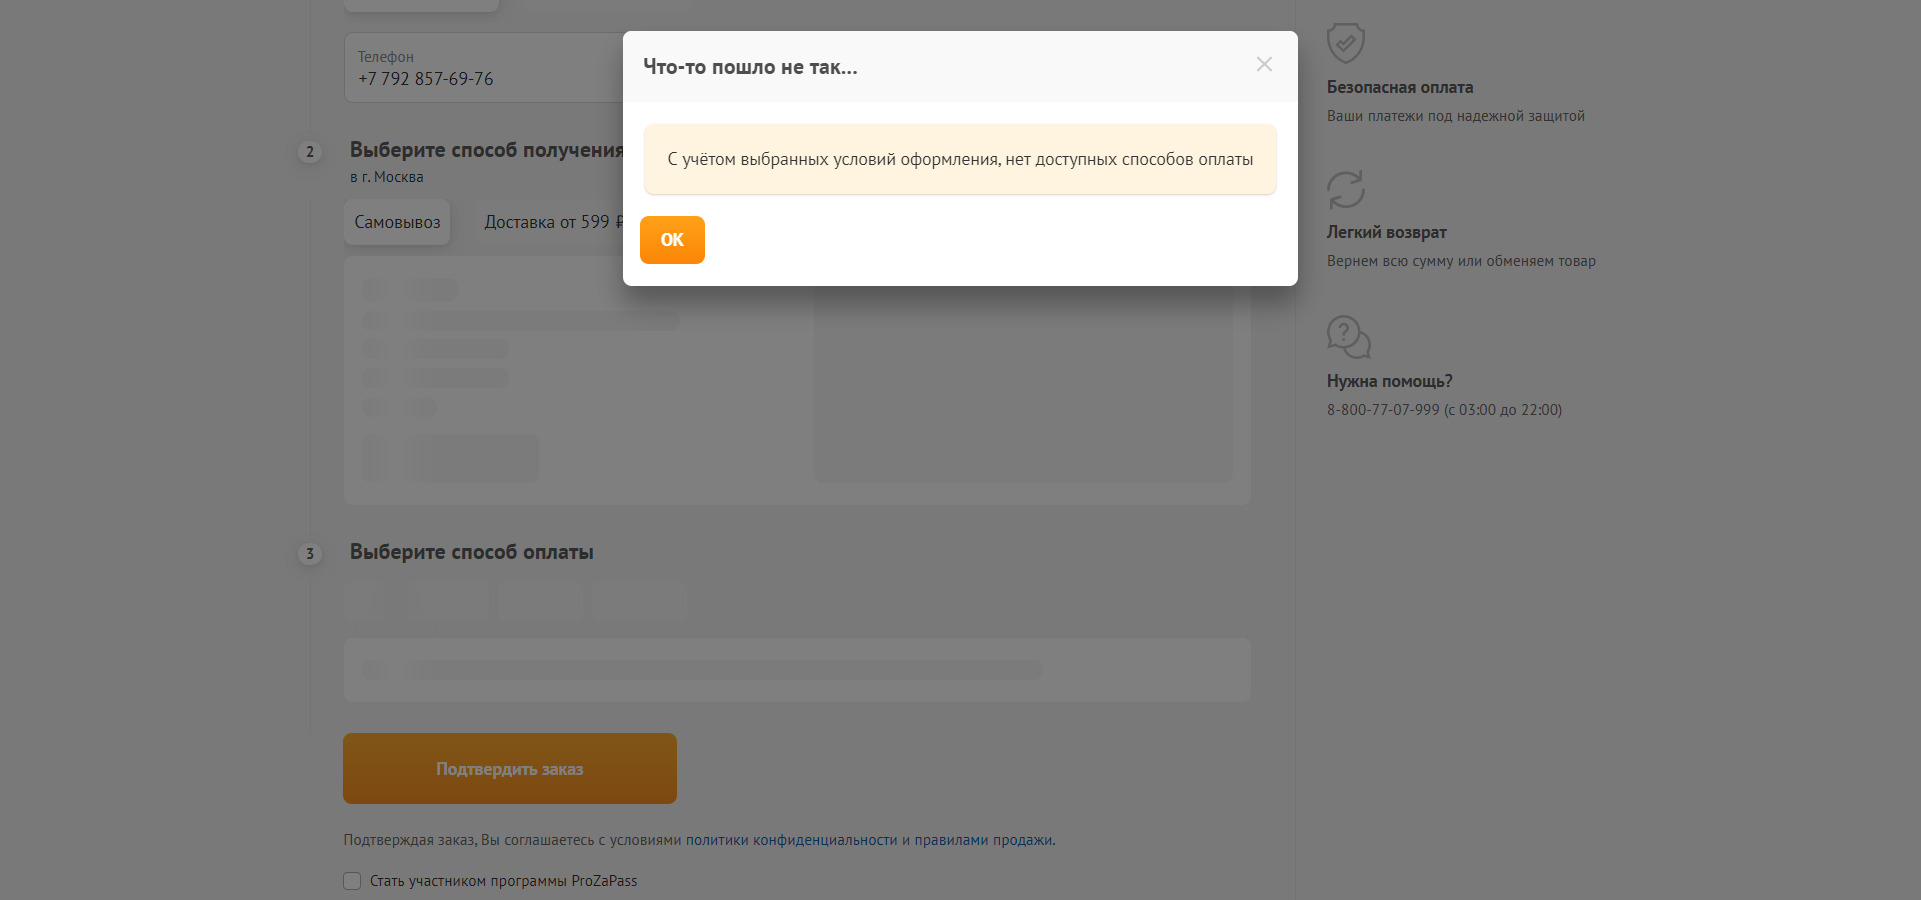 Телефон
+7 792 857-69-76
2
Выберите способ получения
в г. Москва
Самовывоз
Доставка от 599 ₽
Что-то пошло не так...
С учётом выбранных условий оформления, нет доступных способов оплаты
ОК
3
Выберите способ оплаты
Подтвердить заказ
Подтверждая заказ, Вы соглашаетесь с условиями политики конфиденциальности и правилами продажи.
Стать участником программы ProZaPass
Безопасная оплата
Ваши платежи под надежной защитой
Легкий возврат
Вернем всю сумму или обменяем товар
Нужна помощь?
8-800-77-07-999 (с 03:00 до 22:00)